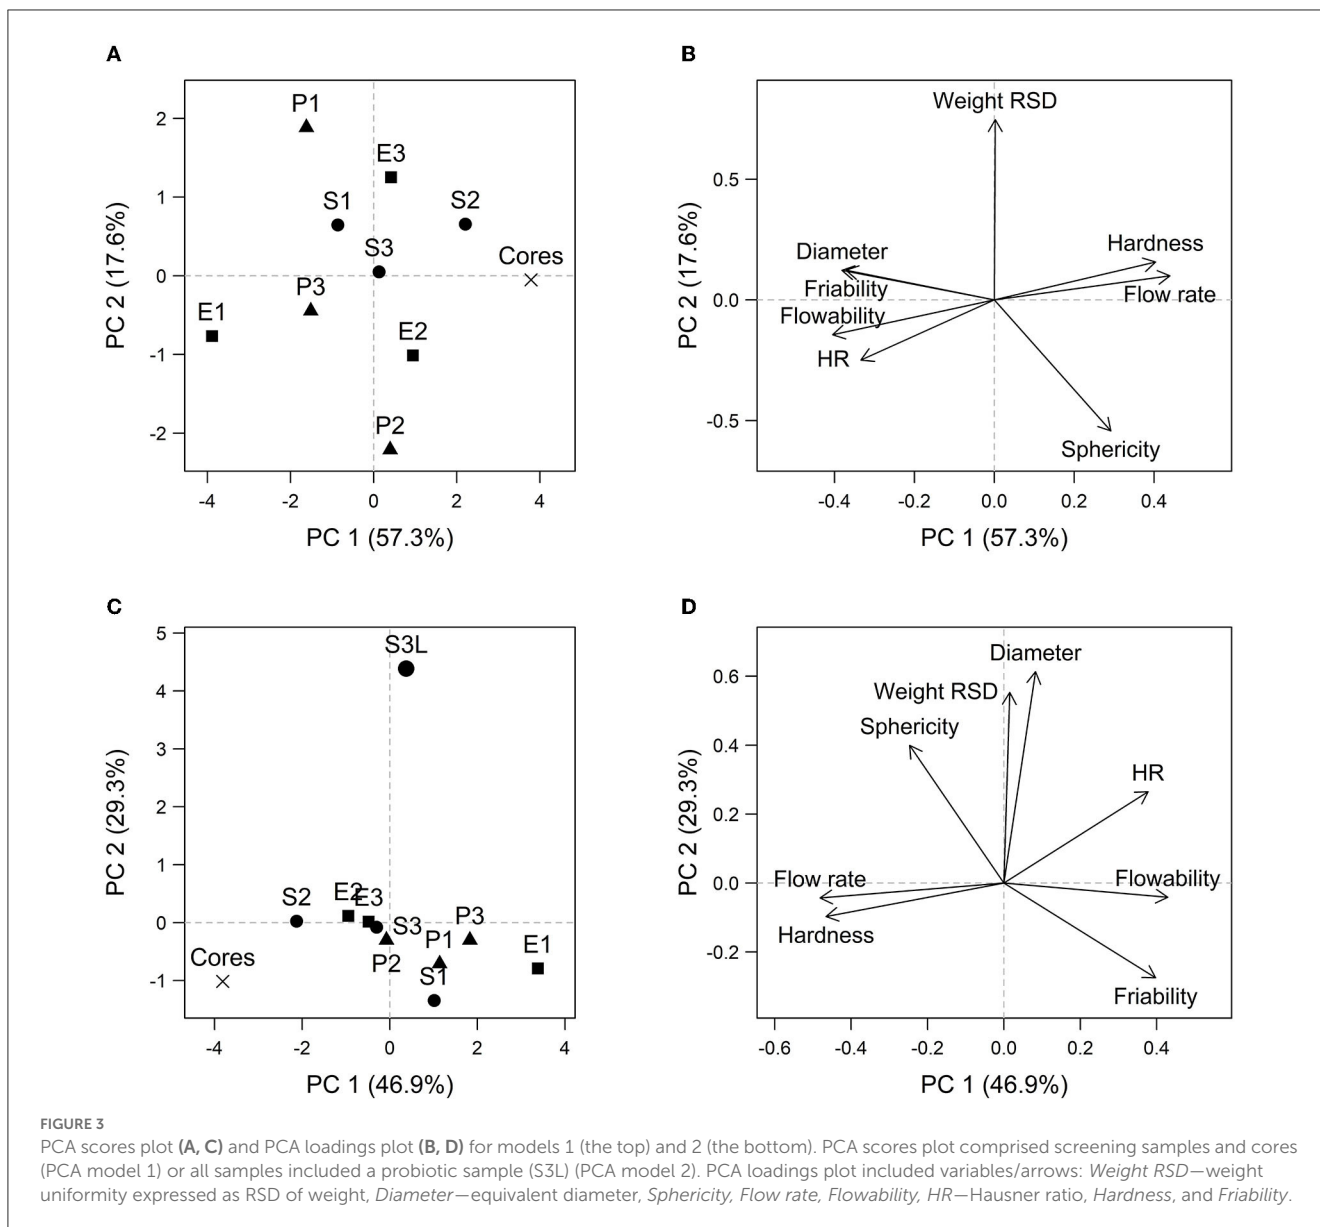 A
P1
E3
S1
S2
S3
Cores
P3
E1
E2
P2
2
1
0
-1
-2
-4
-2
0
2
4
PC 2 (17.6%)
PC 1 (57.3%)
B
Weight RSD
Hardness
Diameter
Flow rate
Friability
Flowability
HR
Sphericity
0.5
0.0
-0.5
-0.4
-0.2
0.0
0.2
0.4
PC 2 (17.6%)
PC 1 (57.3%)
C
S3L
S2
E2
E3
S3
P3
P1
E1
Cores
P2
S1
5
4
3
2
1
0
-1
-4
-2
0
2
4
PC 2 (29.3%)
PC 1 (46.9%)
D
Diameter
Weight RSD
Sphericity
HR
Flow rate
Flowability
Hardness
Friability
0.6
0.4
0.2
0.0
-0.2
-0.6
-0.4
-0.2
0.0
0.2
0.4
PC 2 (29.3%)
PC 1 (46.9%)
FIGURE 3
PCA scores plot (A, C) and PCA loadings plot (B, D) for models 1 (the top) and 2 (the bottom). PCA scores plot comprised screening samples and cores
(PCA model 1) or all samples included a probiotic sample (S3L) (PCA model 2). PCA loadings plot included variables/arrows: Weight RSD—weight
uniformity expressed as RSD of weight, Diameter—equivalent diameter, Sphericity, Flow rate, Flowability, HR—Hausner ratio, Hardness, and Friability.